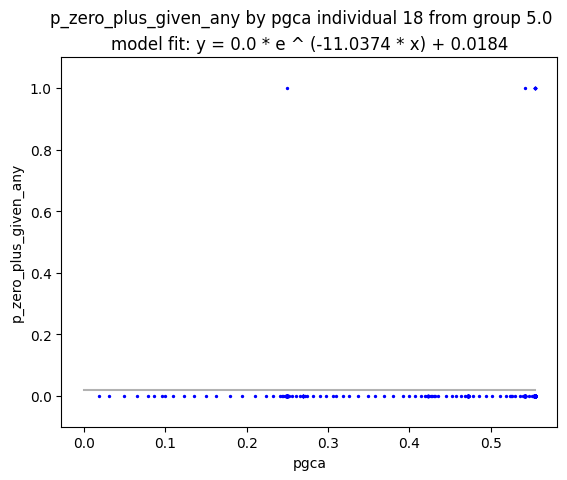 p_zero_plus_given_any by pgca individual 18 from group 5.0
model fit: y = 0.0 * e ^ (-11.0374 * x) + 0.0184
1.0
0.8
0.6
0.4
0.2
0.0
p_zero_plus_given_any
0.0 0.1 0.2 0.3 0.4 0.5
pgca